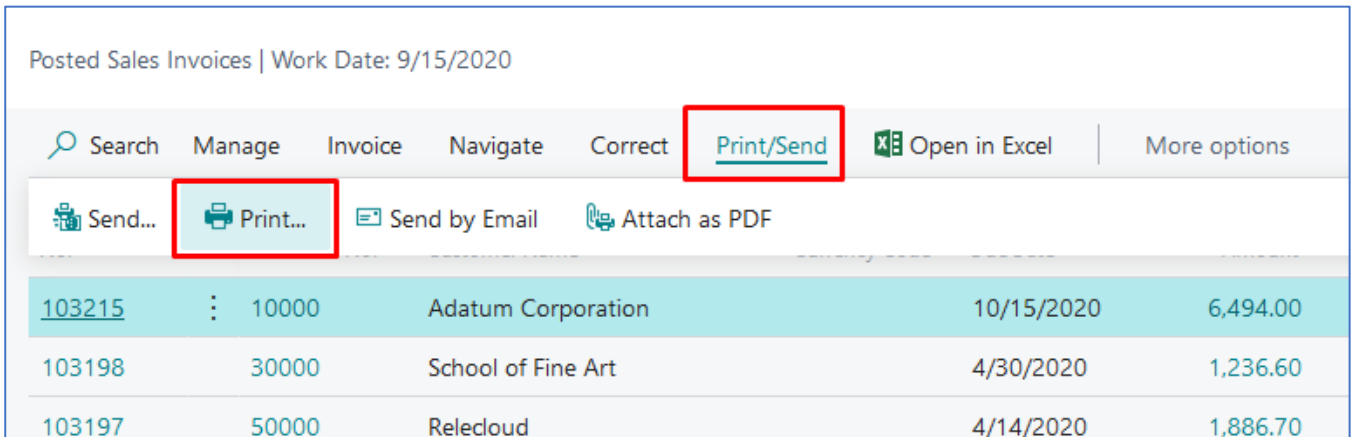 Posted Sales Invoices | Work Date: 9/15/2020
Search Manage Invoice Navigate Correct Print/Send Open in Excel More options
Send... Print... Send by Email Attach as PDF
103215 10000 Adatum Corporation 10/15/2020 6,494.00
103198 30000 School of Fine Art 4/30/2020 1,236.60
103197 50000 Relecloud 4/14/2020 1,886.70